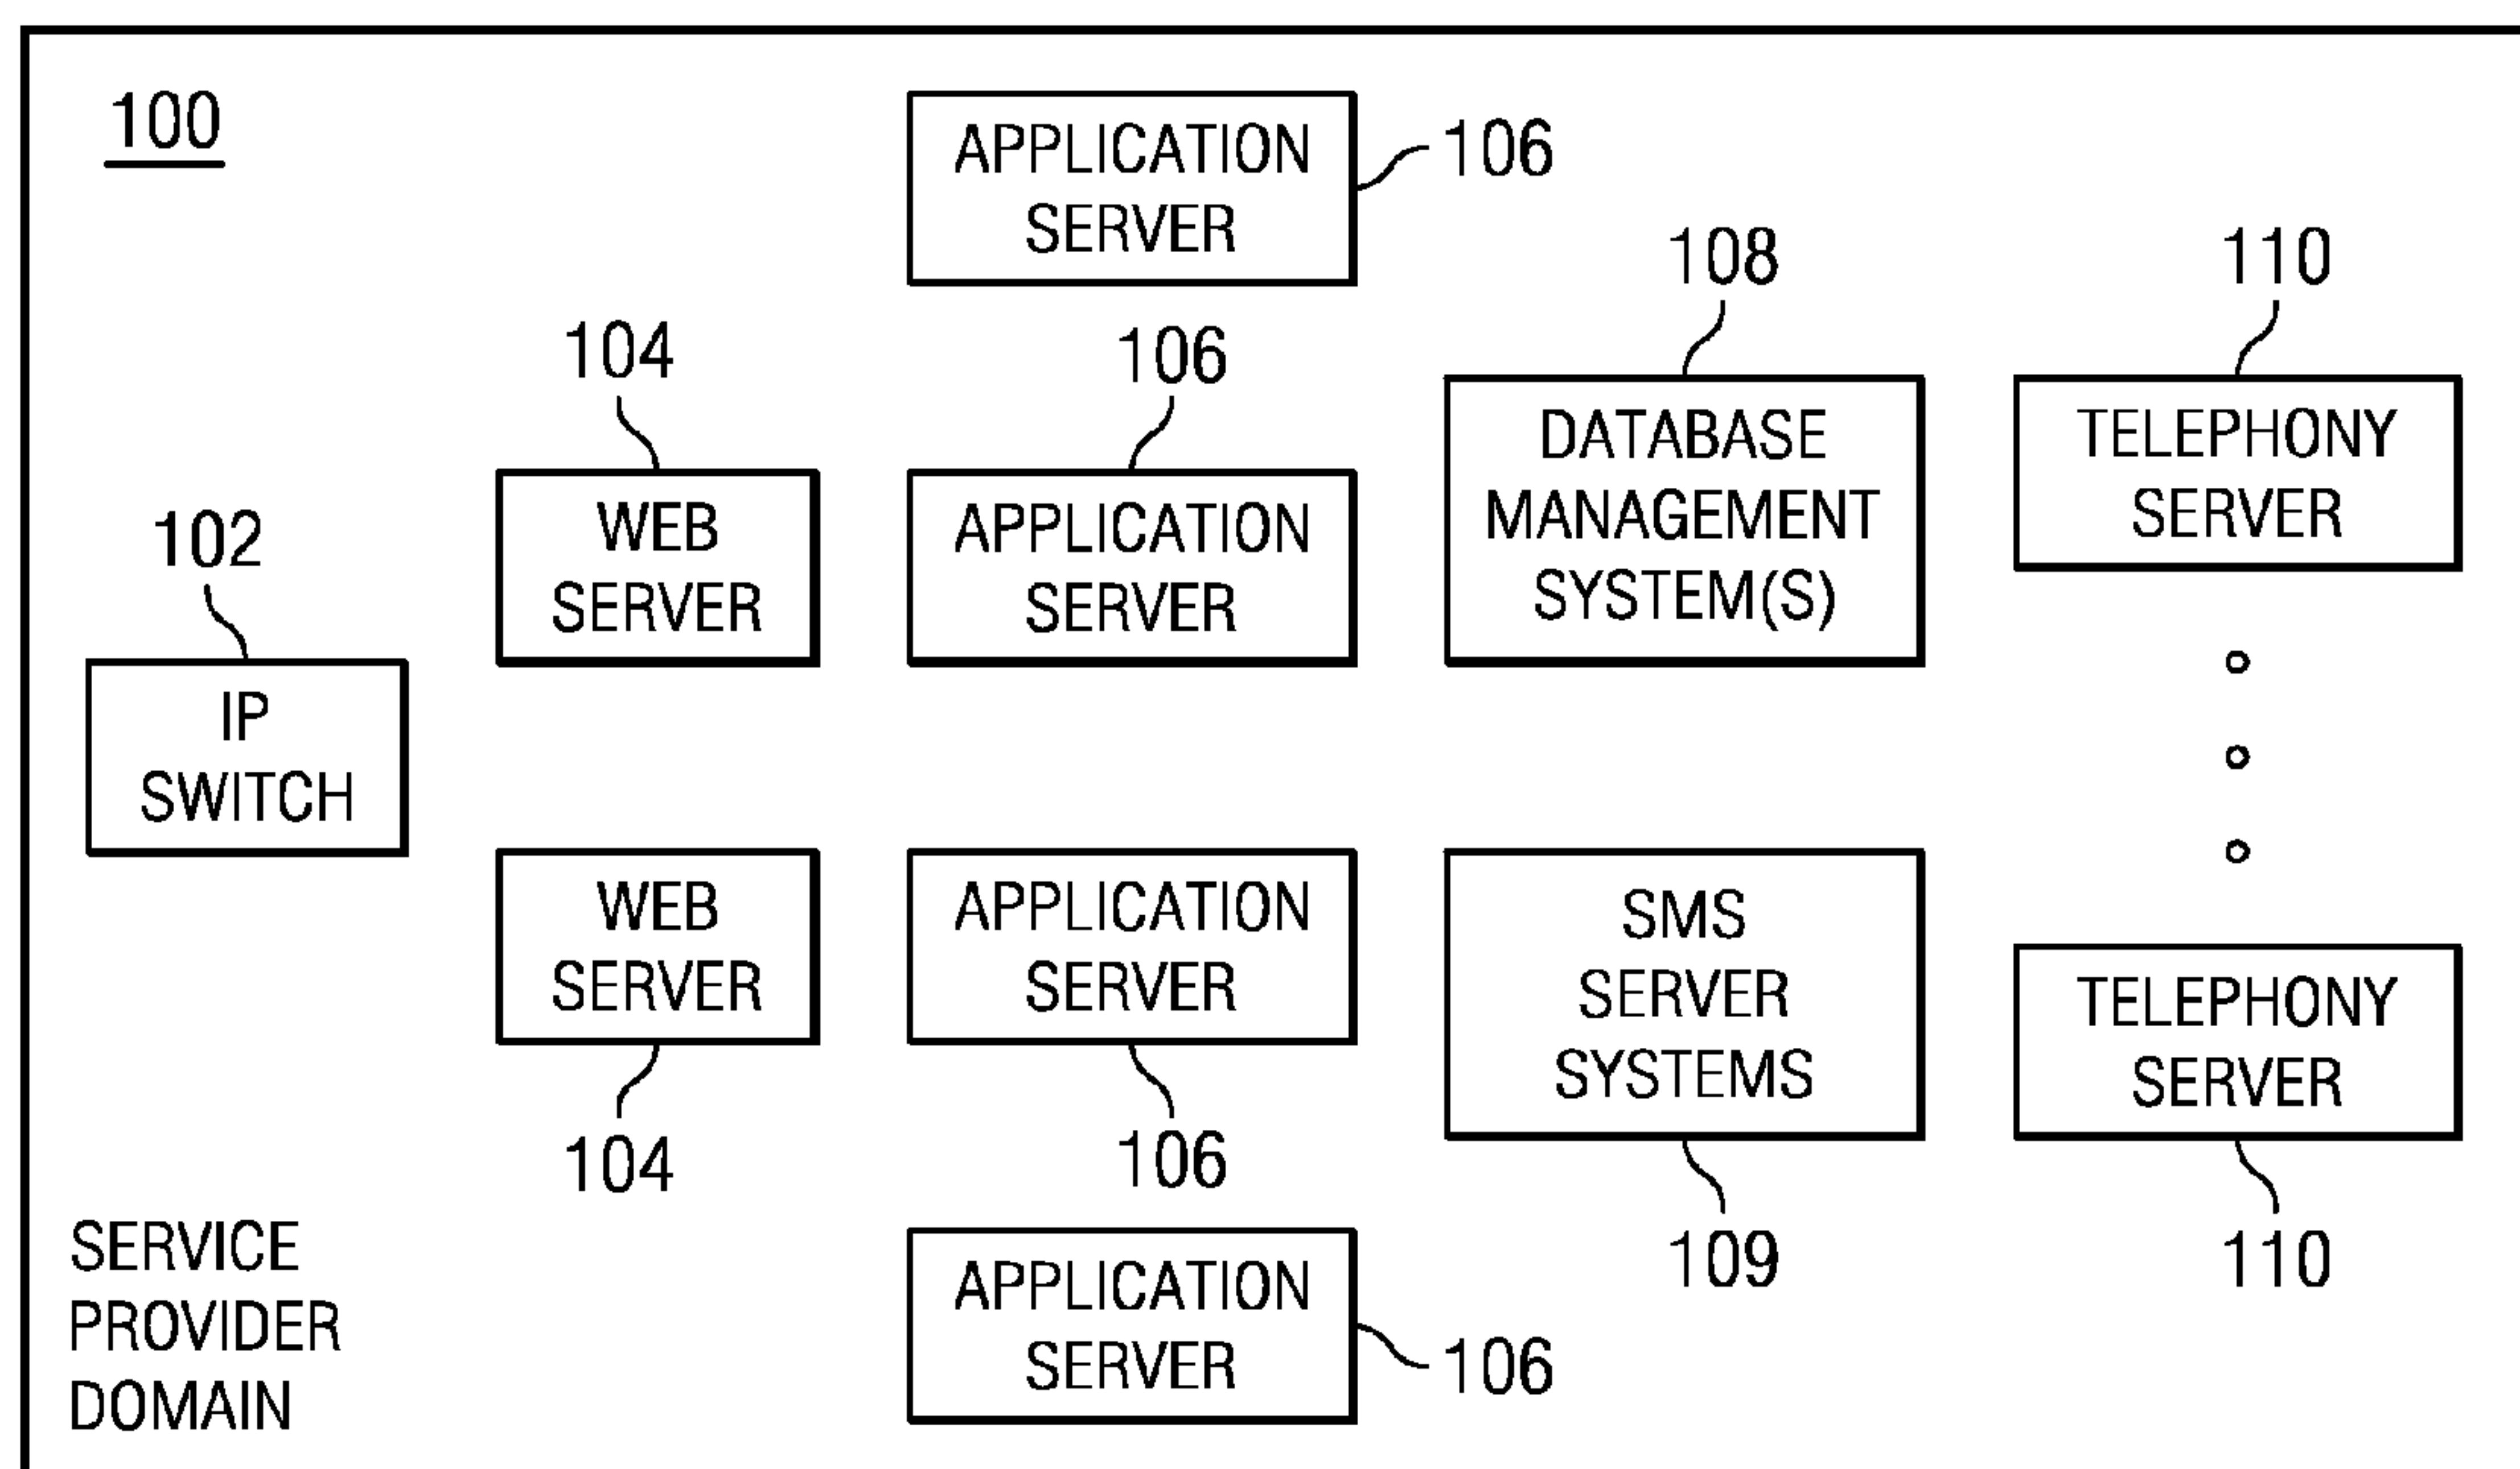 100
APPLICATION
SERVER
106
108
110
104
106
DATABASE
MANAGEMENT
SYSTEM(S)
TELEPHONY
SERVER
102
WEB
SERVER
APPLICATION
SERVER
IP
SWITCH
WEB
SERVER
APPLICATION
SERVER
SMS
SERVER
SYSTEMS
TELEPHONY
SERVER
104
106
109
110
SERVICE
PROVIDER
DOMAIN
APPLICATION
SERVER
106